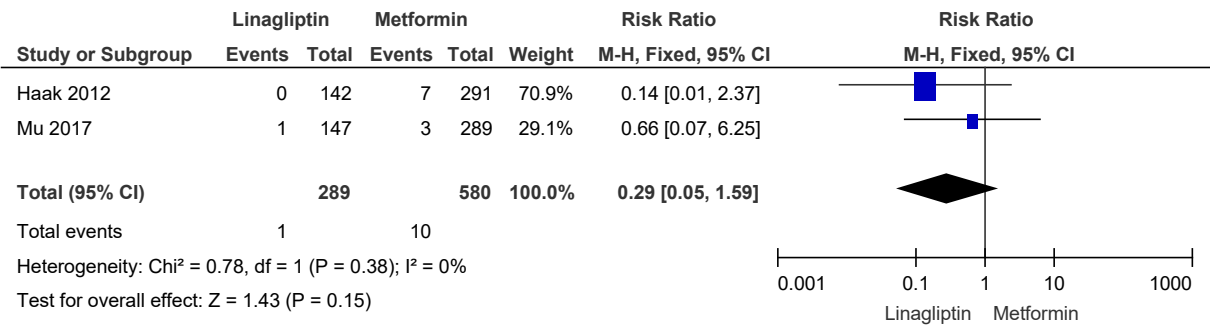 Linagliptin Metformin Risk Ratio Risk Ratio
Study or Subgroup Events Total Events Total Weight M-H, Fixed, 95% CI M-H, Fixed, 95% CI
Haak 2012 0 142 7 291 70.9% 0.14 [0.01, 2.37]
Mu 2017 1 147 3 289 29.1% 0.66 [0.07, 6.25]
Total (95% CI) 289 580 100.0% 0.29 [0.05, 1.59]
Total events 1 10
Heterogeneity: Chi² = 0.78, df = 1 (P = 0.38); I² = 0%
Test for overall effect: Z = 1.43 (P = 0.15)
0.001 0.1 1 10 1000
Linagliptin Metformin